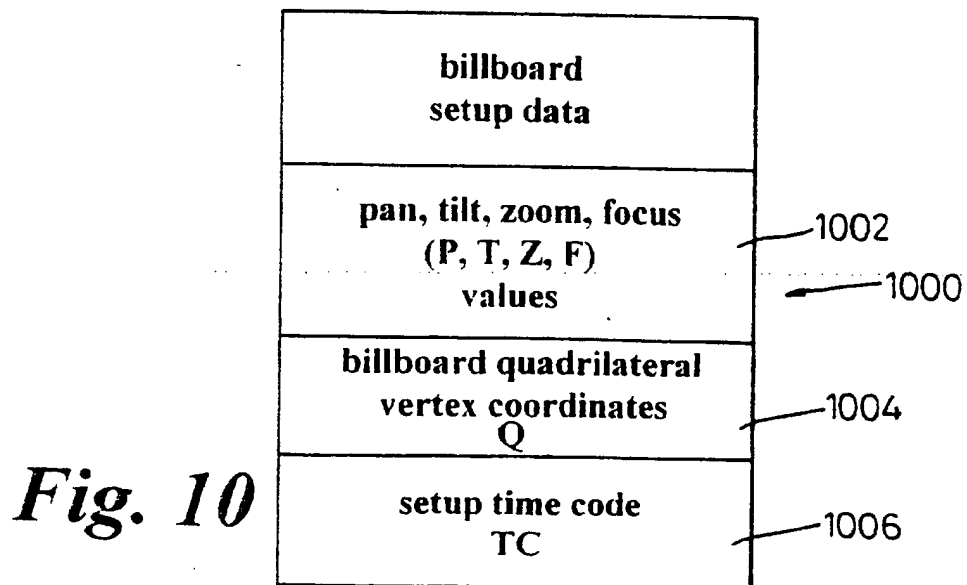 billboard
setup data
pan, tilt, zoom, focus
(P, T, Z, F)
values
1002
1000
billboard quadrilateral
vertex coordinates
Q
1004
Fig. 10
setup time code
TC
1006